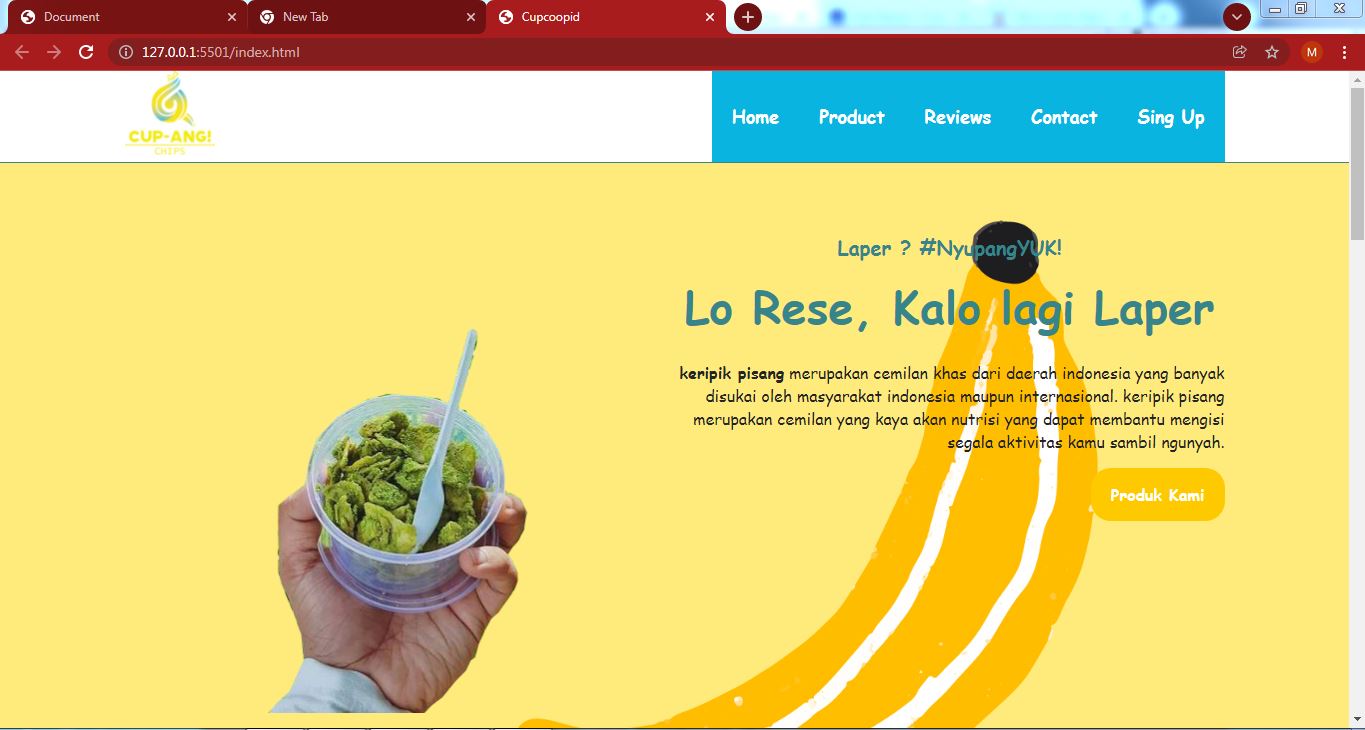 Document
New Tab
Cupcoopid
127.0.0.1:5501/index.html
M
CUP-ANG!
CHIPS
Home Product Reviews Contact Sing Up
Laper ? #NyupangYUK!
Lo Rese, Kalo lagi Laper
keripik pisang merupakan cemilan khas dari daerah indonesia yang banyak
disukai oleh masyarakat indonesia maupun internasional. keripik pisang
merupakan cemilan yang kaya akan nutrisi yang dapat membantu mengisi
segala aktivitas kamu sambil ngunyah.
Produk Kami